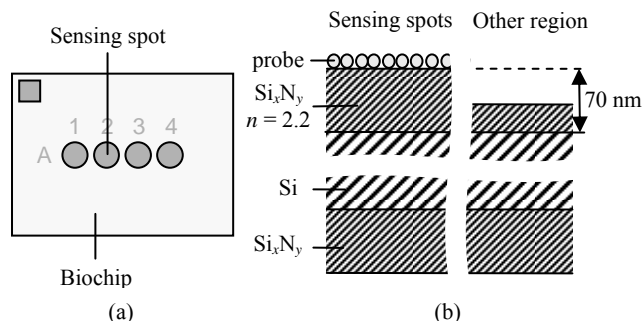 Sensing spot
1 2 3 4
A
Biochip
(a)
Sensing spots Other region
probe
SixNy
n = 2.2
70 nm
Si
SixNy
(b)